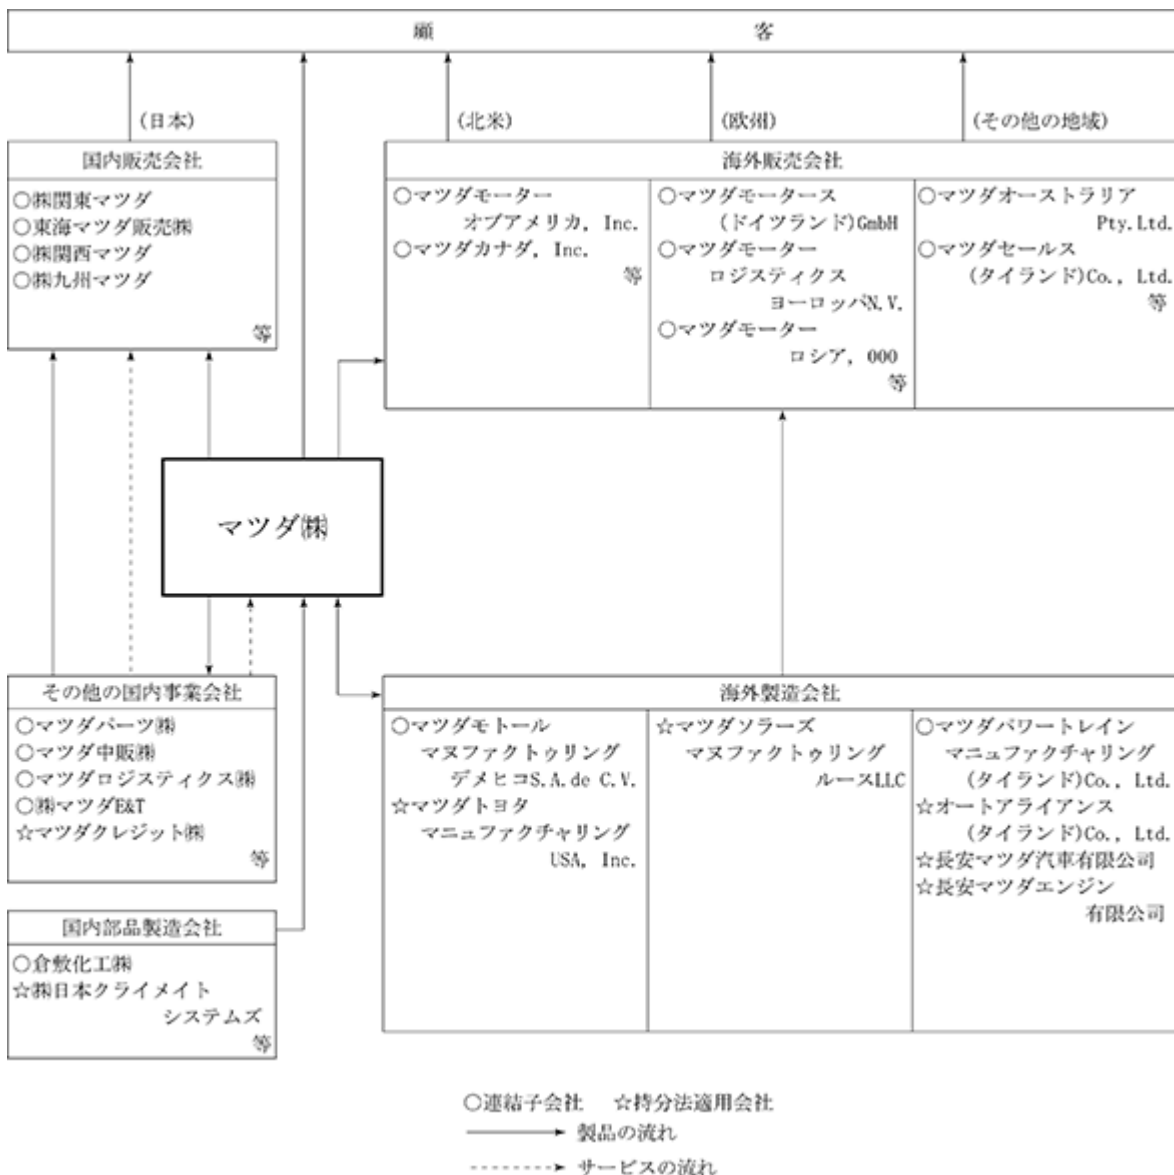 顧客
(日本)
(北米)
(欧州)
(その他の地域)
国内販売会社
○㈱関東マツダ
○東海マツダ販売㈱
○㈱関西マツダ
○㈱九州マツダ
等
海外販売会社
○マツダモーター
オブアメリカ, Inc.
○マツダカナダ, Inc.
等
○マツダモータース
(ドイツランド)GmbH
○マツダモーター
ロジスティクス
ヨーロッパN.V.
○マツダモーター
ロシア, OOO
等
○マツダオーストラリア
Pty.Ltd.
○マツダセールス
(タイランド)Co., Ltd.
等
マツダ㈱
その他の国内事業会社
○マツダパーツ㈱
○マツダ中販㈱
○マツダロジスティクス㈱
○㈱マツダE&T
☆マツダクレジット㈱
等
国内部品製造会社
○倉敷化工㈱
☆㈱日本クライメイト
システムズ
等
海外製造会社
○マツダモトール
マヌファクトゥリング
デメヒコS.A.de C.V.
☆マツダトヨタ
マニュファクチャリング
USA, Inc.
☆マツダソラーズ
マヌファクトゥリング
ルースLLC
○マツダパワートレイン
マニュファクチャリング
(タイランド)Co., Ltd.
☆オートアライアンス
(タイランド)Co., Ltd.
☆長安マツダ汽車有限公司
☆長安マツダエンジン
有限公司
○連結子会社 ☆持分法適用会社
製品の流れ
サービスの流れ